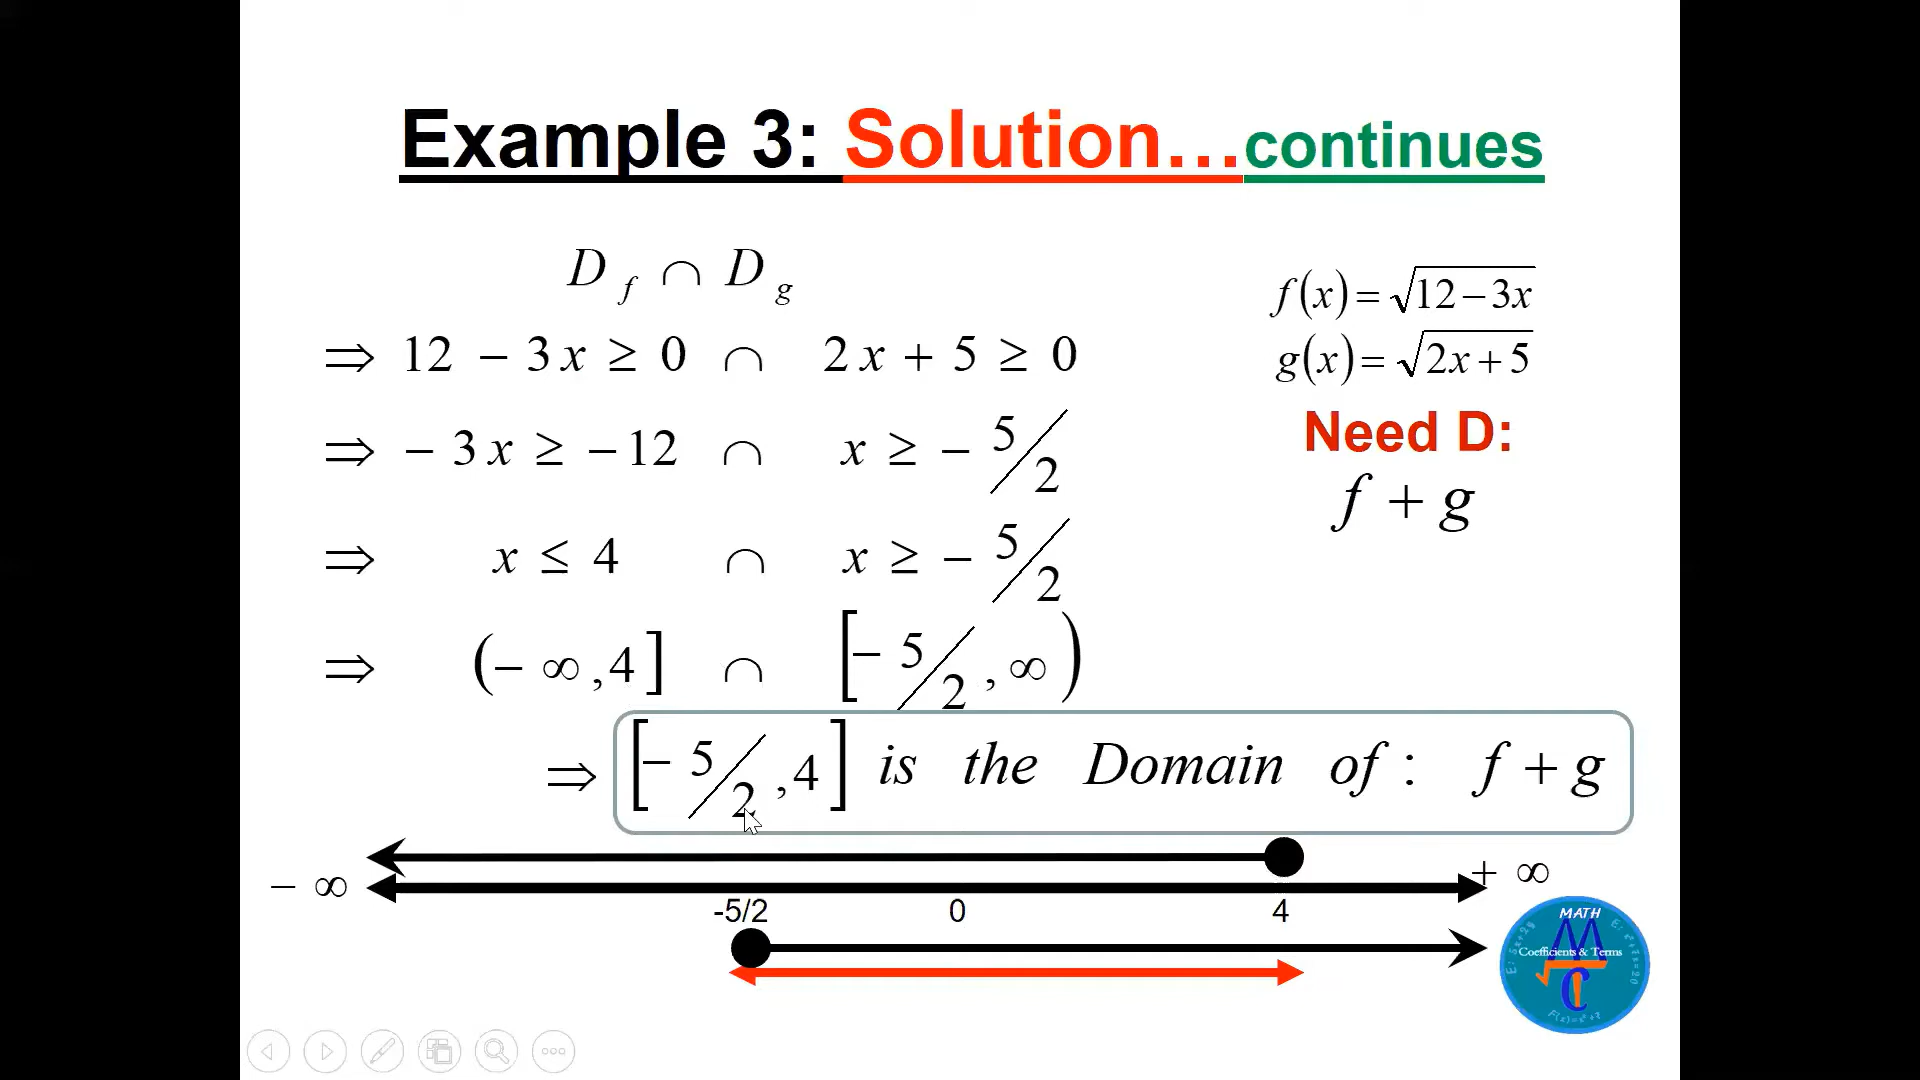 Example 3: Solution…continues
D f ∩ D g
f(x) = √12 − 3x
⇒ 12 − 3x ≥ 0 ∩ 2x + 5 ≥ 0
g(x) = √2x + 5
Need D:
⇒ − 3x ≥ −12 ∩ x ≥ − 5/2
f + g
⇒ x ≤ 4 ∩ x ≥ − 5/2
⇒ (− ∞, 4] ∩ [− 5/2, ∞)
⇒ [− 5/2, 4] is the Domain of : f + g
− ∞ + ∞
-5/2 0 4
MATH
Coefficients & Terms
M
C